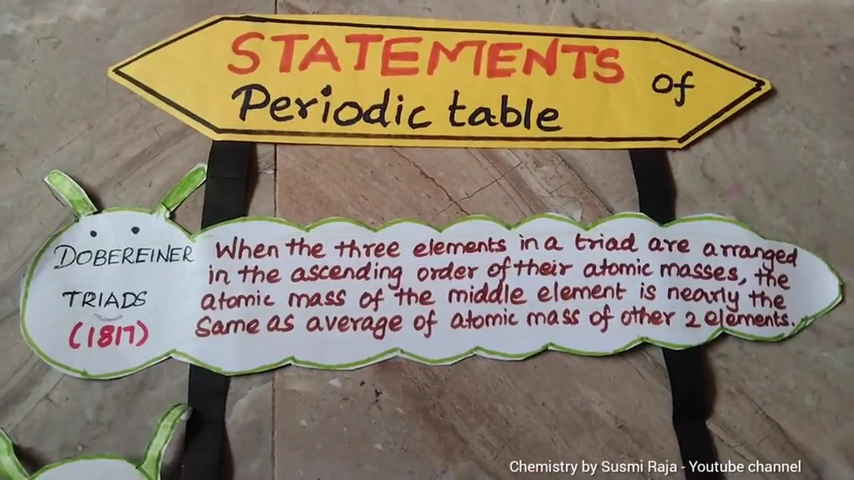 STATEMENTS of
Periodic table
DOBEREINER
TRIADS
(1817)
When the three elements in a triad are arranged
in the ascending order of their atomic masses, the
atomic mass of the middle element is nearly the
same as average of atomic mass of other 2 elements.
Chemistry by Susmi Raja - Youtube channel